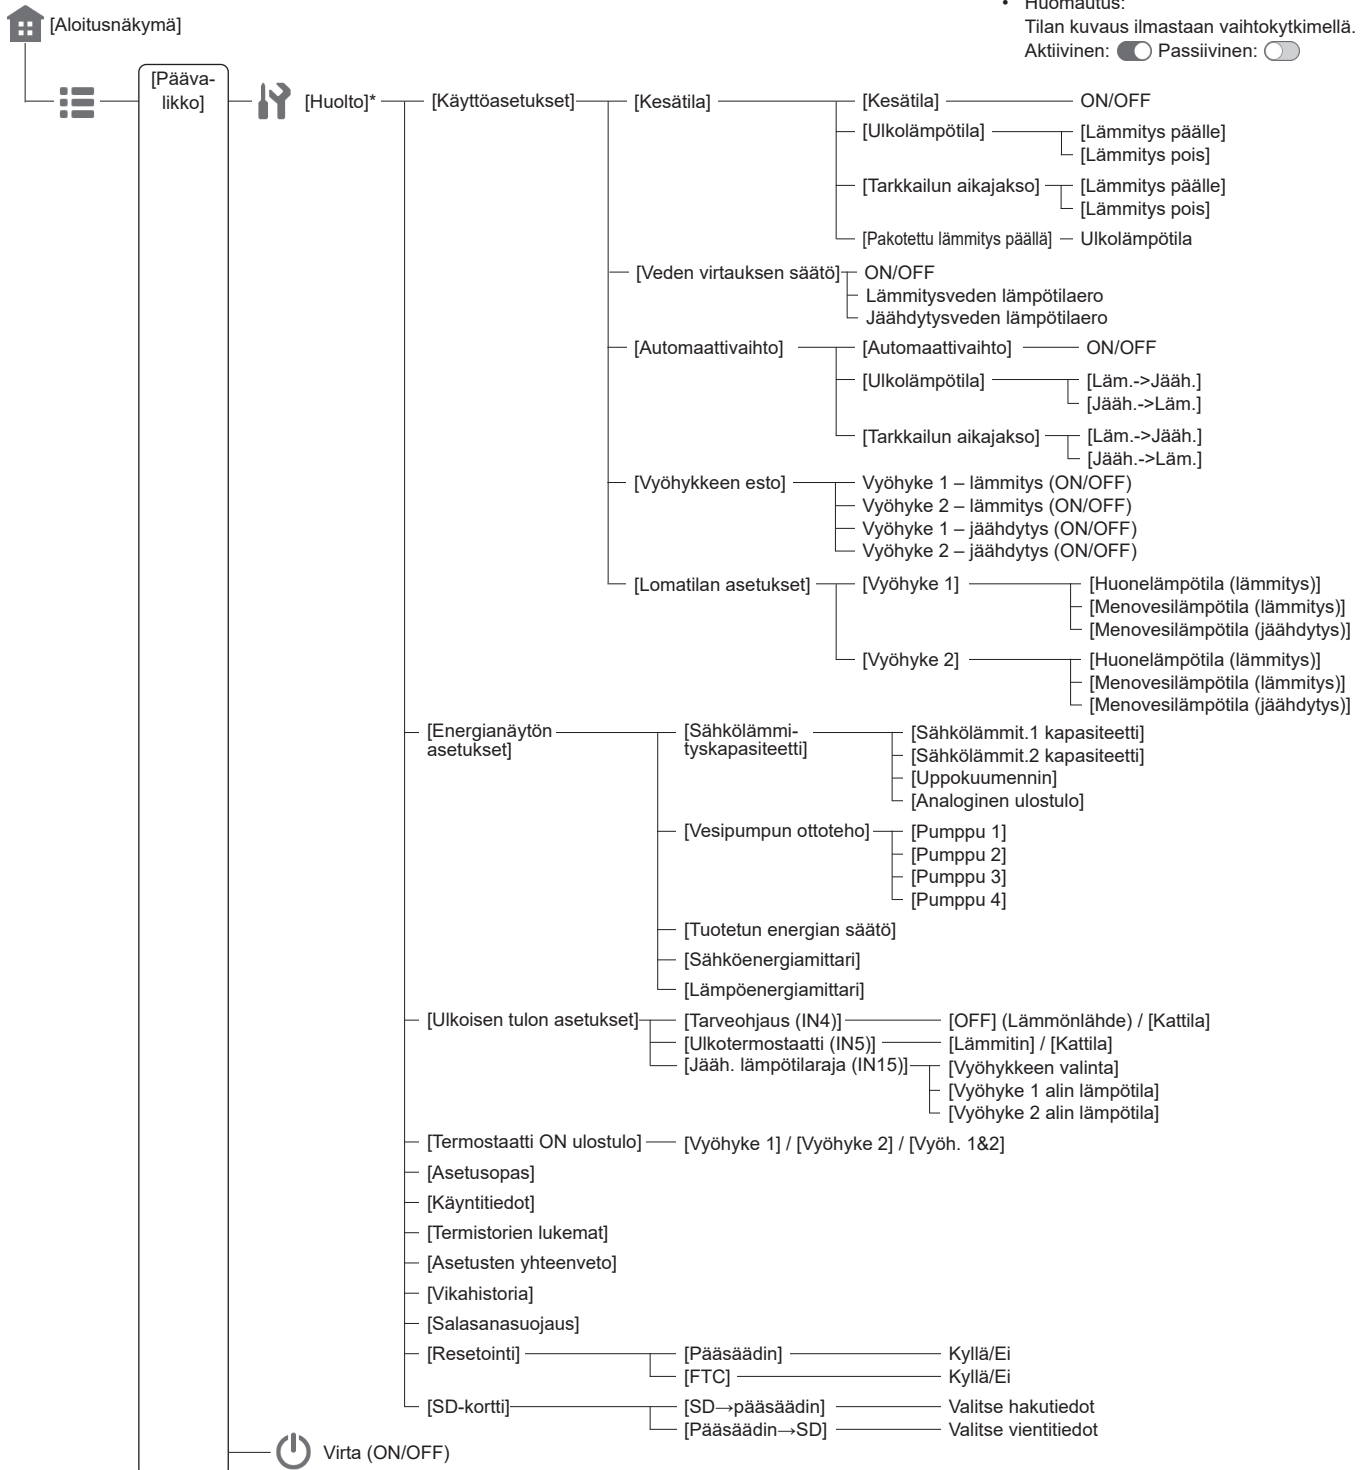 • Huomautus:
Tilan kuvaus ilmastaan vaihtokytkimellä.
Aktiivinen: Passiivinen:
[Aloitusnäkymä]
[Pääva-
likko]
[Huolto]*
[Käyttöasetukset]
[Kesätila]
[Kesätila]
ON/OFF
[Ulkolämpötila]
[Lämmitys päälle]
[Lämmitys pois]
[Tarkkailun aikajakso]
[Lämmitys päälle]
[Lämmitys pois]
[Pakotettu lämmitys päällä]
Ulkolämpötila
[Veden virtauksen säätö]
ON/OFF
Lämmitysveden lämpötilaero
Jäähdytysveden lämpötilaero
[Automaattivaihto]
[Automaattivaihto]
ON/OFF
[Ulkolämpötila]
[Läm.->Jääh.]
[Jääh.->Läm.]
[Tarkkailun aikajakso]
[Läm.->Jääh.]
[Jääh.->Läm.]
[Vyöhykkeen esto]
Vyöhyke 1 – lämmitys (ON/OFF)
Vyöhyke 2 – lämmitys (ON/OFF)
Vyöhyke 1 – jäähdytys (ON/OFF)
Vyöhyke 2 – jäähdytys (ON/OFF)
[Lomatilan asetukset]
[Vyöhyke 1]
[Huonelämpötila (lämmitys)]
[Menovesilämpötila (lämmitys)]
[Menovesilämpötila (jäähdytys)]
[Vyöhyke 2]
[Huonelämpötila (lämmitys)]
[Menovesilämpötila (lämmitys)]
[Menovesilämpötila (jäähdytys)]
[Energianäytön
asetukset]
[Sähkölämmi-
tyskapasiteetti]
[Sähkölämmit.1 kapasiteetti]
[Sähkölämmit.2 kapasiteetti]
[Uppokuumennin]
[Analoginen ulostulo]
[Vesipumpun ottoteho]
[Pumppu 1]
[Pumppu 2]
[Pumppu 3]
[Pumppu 4]
[Tuotetun energian säätö]
[Sähköenergiamittari]
[Lämpöenergiamittari]
[Ulkoisen tulon asetukset]
[Tarveohjaus (IN4)]
[OFF] (Lämmönlähde) / [Kattila]
[Ulkotermostaatti (IN5)]
[Lämmitin] / [Kattila]
[Jääh. lämpötilaraja (IN15)]
[Vyöhykkeen valinta]
[Vyöhyke 1 alin lämpötila]
[Vyöhyke 2 alin lämpötila]
[Termostaatti ON ulostulo]
[Vyöhyke 1] / [Vyöhyke 2] / [Vyöh. 1&2]
[Asetusopas]
[Käyntitiedot]
[Termistorien lukemat]
[Asetusten yhteenveto]
[Vikahistoria]
[Salasanasuojaus]
[Resetointi]
[Pääsäädin]
Kyllä/Ei
[FTC]
Kyllä/Ei
[SD-kortti]
[SD→pääsäädin]
Valitse hakutiedot
[Pääsäädin→SD]
Valitse vientitiedot
Virta (ON/OFF)